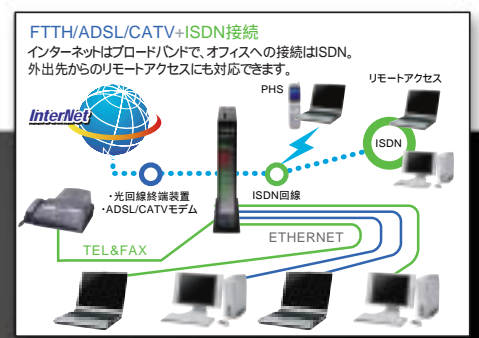 FTTH/ADSL/CATV+ISDN接続
インターネットはブロードバンドで、オフィスへの接続はISDN。
外出先からのリモートアクセスにも対応できます。
PHS
リモートアクセス
InterNet
ISDN
・光回線終端装置
・ADSL/CATVモデム
ISDN回線
ETHERNET
TEL&FAX